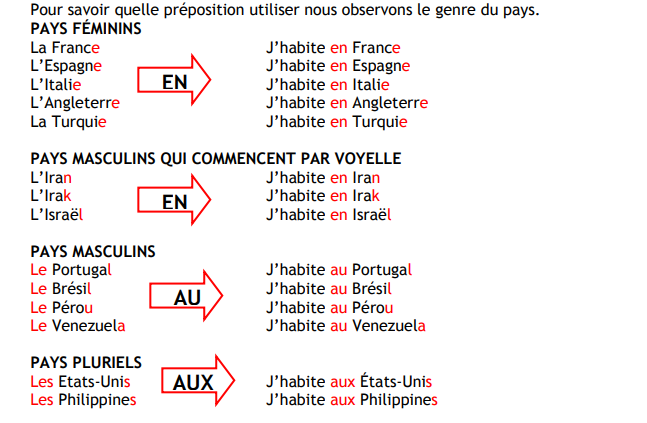 Pour savoir quelle préposition utiliser nous observons le genre du pays.
PAYS FÉMININS
La France J’habite en France
L’Espagne J’habite en Espagne
L’Italie EN J’habite en Italie
L’Angleterre J’habite en Angleterre
La Turquie J’habite en Turquie
PAYS MASCULINS QUI COMMENCENT PAR VOYELLE
L’Iran J’habite en Iran
L’Irak EN J’habite en Irak
L’Israël J’habite en Israël
PAYS MASCULINS
Le Portugal J’habite au Portugal
Le Brésil AU J’habite au Brésil
Le Pérou J’habite au Pérou
Le Venezuela J’habite au Venezuela
PAYS PLURIELS
Les Etats-Unis AUX J’habite aux États-Unis
Les Philippines J’habite aux Philippines